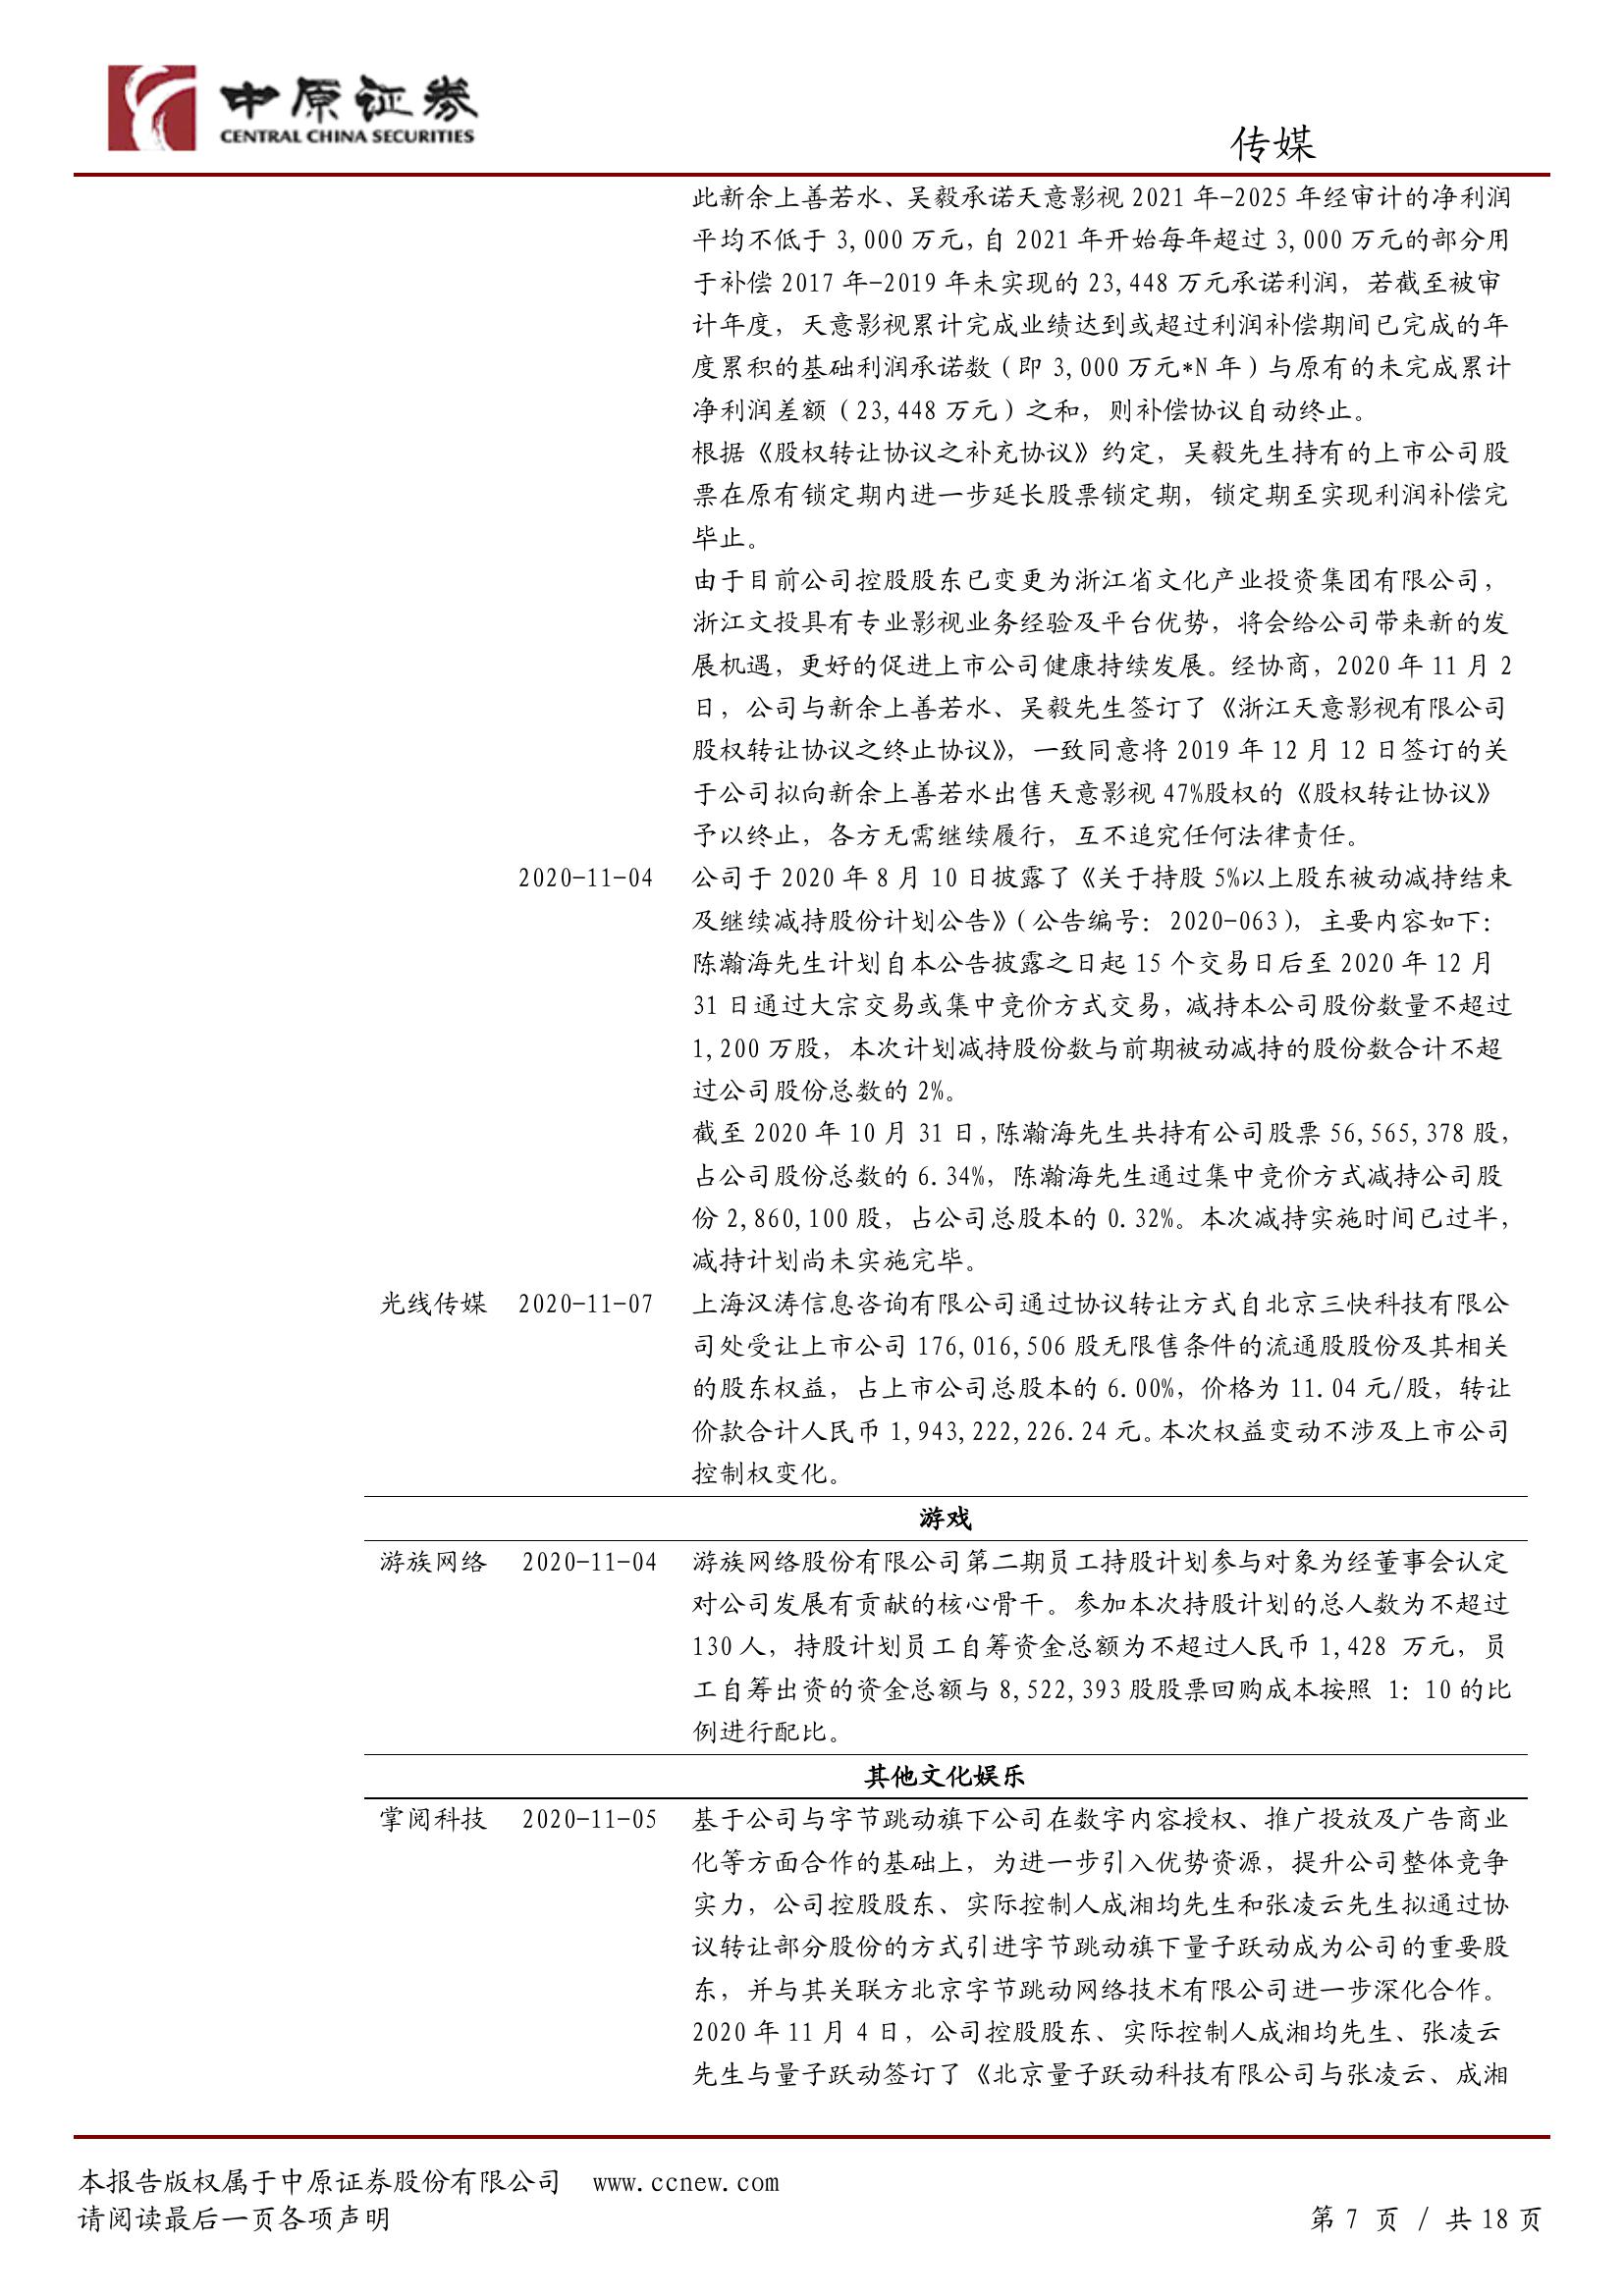 中原证券
CENTRAL CHINA SECURITIES
传媒
此新余上善若水、吴毅承诺天意影视 2021 年-2025 年经审计的净利润
平均不低于 3,000 万元，自 2021 年开始每年超过 3,000 万元的部分用
于补偿 2017 年-2019 年未实现的 23,448 万元承诺利润，若截至被审
计年度，天意影视累计完成业绩达到或超过利润补偿期间已完成的年
度累积的基础利润承诺数（即 3,000 万元*N 年）与原有的未完成累计
净利润差额（23,448 万元）之和，则补偿协议自动终止。
根据《股权转让协议之补充协议》约定，吴毅先生持有的上市公司股
票在原有锁定期内进一步延长股票锁定期，锁定期至实现利润补偿完
毕止。
由于目前公司控股股东已变更为浙江省文化产业投资集团有限公司，
浙江文投具有专业影视业务经验及平台优势，将会给公司带来新的发
展机遇，更好的促进上市公司健康持续发展。经协商，2020 年 11 月 2
日，公司与新余上善若水、吴毅先生签订了《浙江天意影视有限公司
股权转让协议之终止协议》，一致同意将 2019 年 12 月 12 日签订的关
于公司拟向新余上善若水出售天意影视 47%股权的《股权转让协议》
予以终止，各方无需继续履行，互不追究任何法律责任。
2020-11-04 公司于 2020 年 8 月 10 日披露了《关于持股 5%以上股东被动减持结束
及继续减持股份计划公告》（公告编号：2020-063），主要内容如下：
陈瀚海先生计划自本公告披露之日起 15 个交易日后至 2020 年 12 月
31 日通过大宗交易或集中竞价方式交易，减持本公司股份数量不超过
1,200 万股，本次计划减持股份数与前期被动减持的股份数合计不超
过公司股份总数的 2%。
截至 2020 年 10 月 31 日，陈瀚海先生共持有公司股票 56,565,378 股，
占公司股份总数的 6.34%，陈瀚海先生通过集中竞价方式减持公司股
份 2,860,100 股，占公司总股本的 0.32%。本次减持实施时间已过半，
减持计划尚未实施完毕。
光线传媒 2020-11-07 上海汉涛信息咨询有限公司通过协议转让方式自北京三快科技有限公
司处受让上市公司 176,016,506 股无限售条件的流通股股份及其相关
的股东权益，占上市公司总股本的 6.00%，价格为 11.04 元/股，转让
价款合计人民币 1,943,222,226.24 元。本次权益变动不涉及上市公司
控制权变化。
游戏
游族网络 2020-11-04 游族网络股份有限公司第二期员工持股计划参与对象为经董事会认定
对公司发展有贡献的核心骨干。参加本次持股计划的总人数为不超过
130 人，持股计划员工自筹资金总额为不超过人民币 1,428 万元，员
工自筹出资的资金总额与 8,522,393 股股票回购成本按照 1：10 的比
例进行配比。
其他文化娱乐
掌阅科技 2020-11-05 基于公司与字节跳动旗下公司在数字内容授权、推广投放及广告商业
化等方面合作的基础上，为进一步引入优势资源，提升公司整体竞争
实力，公司控股股东、实际控制人成湘均先生和张凌云先生拟通过协
议转让部分股份的方式引进字节跳动旗下量子跃动成为公司的重要股
东，并与其关联方北京字节跳动网络技术有限公司进一步深化合作。
2020 年 11 月 4 日，公司控股股东、实际控制人成湘均先生、张凌云
先生与量子跃动签订了《北京量子跃动科技有限公司与张凌云、成湘
本报告版权属于中原证券股份有限公司 www.ccnew.com
请阅读最后一页各项声明 第 7 页 / 共 18 页